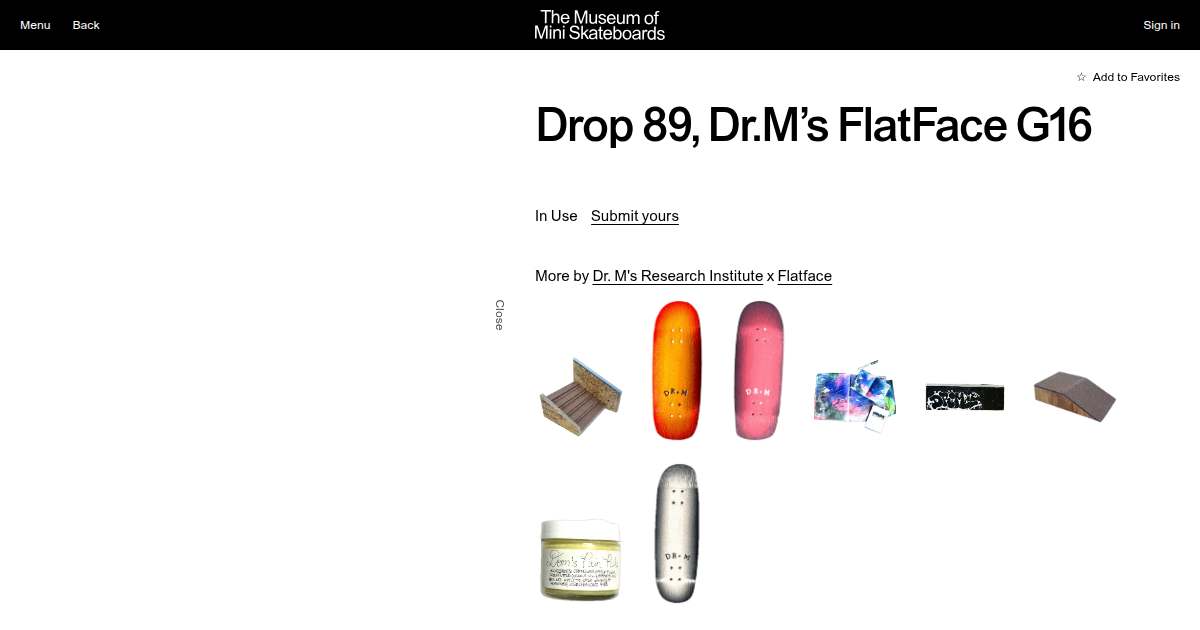 Menu
Back
The Museum of
Mini Skateboards
Sign in
☆ Add to Favorites
Drop 89, Dr.M’s FlatFace G16
In Use Submit yours
More by Dr. M's Research Institute x Flatface
Close
DR•M
DR•M
DR•M